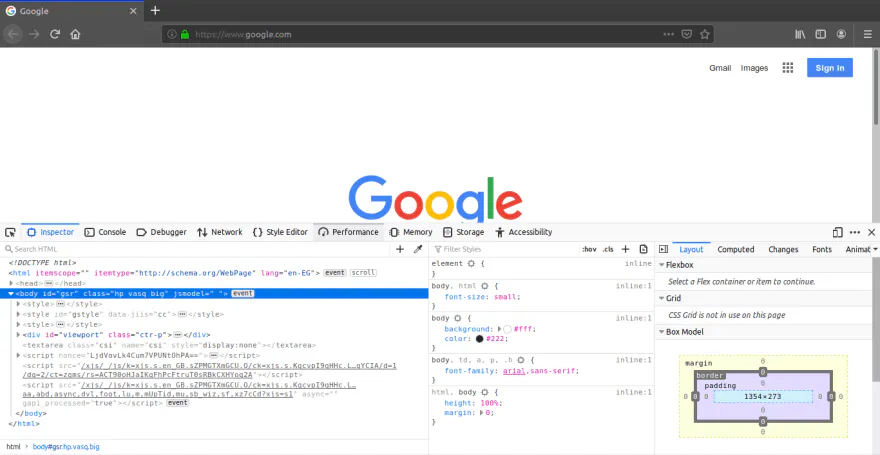 Google
https://www.google.com
Gmail Images Sign in
Google
Inspector Console Debugger Network {} Style Editor Performance Memory Storage Accessibility
Search HTML
<!DOCTYPE html>
<html itemscope="" itemtype="http://schema.org/WebPage" lang="en-EG"> event scroll
<head> </head>
<body id="gsr" class="hp vasq big" jsmodel=" "> event
<style> </style>
<style id="gstyle" data-jiis="cc"> </style>
<style> </style>
<div id="viewport" class="ctr-p"> </div>
<textarea class="csi" name="csi" style="display:none"></textarea>
<script nonce="LjdVovLk4Cum7VPUNt0hPA=="> </script>
<script src="/xjs/_/js/k=xjs.s.en_GB.sZPMGTXmGCU.O/ck=xjs.s.KqcvpI9qHHc.L…gYCIA/d=1
/dg=2/ct=zgms/rs=ACT90oHJaIKqFhPcFtruT0sRBkCXHYoq2A"></script>
<script src="/xjs/_/js/k=xjs.s.en_GB.sZPMGTXmGCU.O/ck=xjs.s.KqcvpI9qHHc.L…
aa,abd,async,dvl,foot,lu,m,mUpTid,mu,sb_wiz,sf,xz7cCd?xjs=s1" async=""
gapi_processed="true"></script> event
</body>
</html>
html body#gsr.hp.vasq.big
Filter Styles :hov .cls
element { inline
}
body, html { inline:1
font-size: small;
}
body { inline:1
background: #fff;
color: #222;
}
body, td, a, p, .h { inline:1
font-family: arial,sans-serif;
}
html, body { inline:1
height: 100%;
margin: 0;
}
Layout Computed Changes Fonts Animat
Flexbox
Select a Flex container or item to continue.
Grid
CSS Grid is not in use on this page
Box Model
margin 0
border 0
padding 0
0 0 0 1354×273 0 0 0
0
0
0